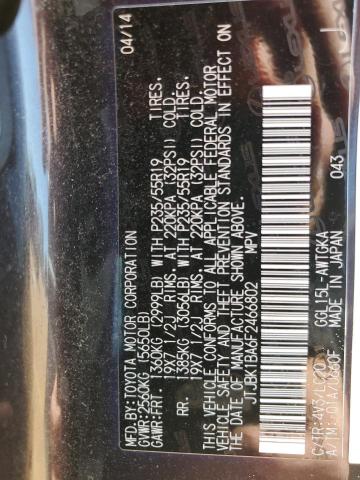 MFD. BY:TOYOTA MOTOR CORPORATION 04/14
GVWR:2560KG (5650LB)
GAWR:FRT. 1360KG (2999LB) WITH P235/55R19 TIRES,
19X7 1/2J RIMS, AT 220KPA (32PSI) COLD.
RR. 1385KG (3056LB) WITH P235/55R19 TIRES,
19X7 1/2J RIMS, AT 220KPA (32PSI) COLD.
THIS VEHICLE CONFORMS TO ALL APPLICABLE FEDERAL MOTOR
VEHICLE SAFETY AND THEFT PREVENTION STANDARDS IN EFFECT ON
THE DATE OF MANUFACTURE SHOWN ABOVE.
JTJBK1BA6F2466802 MPV
GGL15L-AWTGKA 043
MADE IN JAPAN